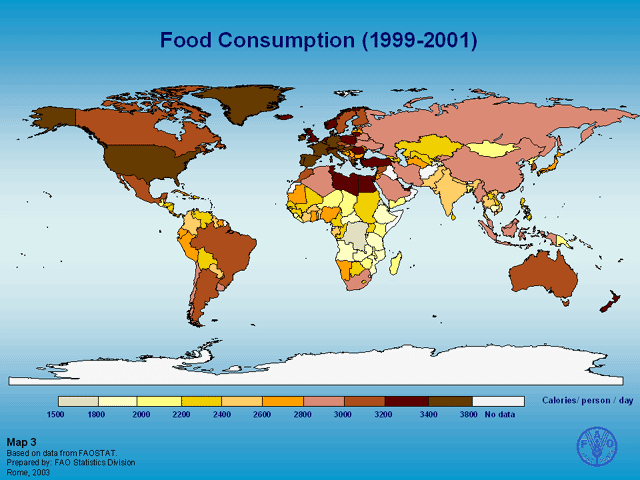 Food Consumption (1999-2001)
Calories/ person / day
1500 1800 2000 2200 2400 2600 2800 3000 3200 3400 3800 No data
Map 3
Based on data from FAOSTAT.
Prepared by: FAO Statistics Division
Rome, 2003
F A O